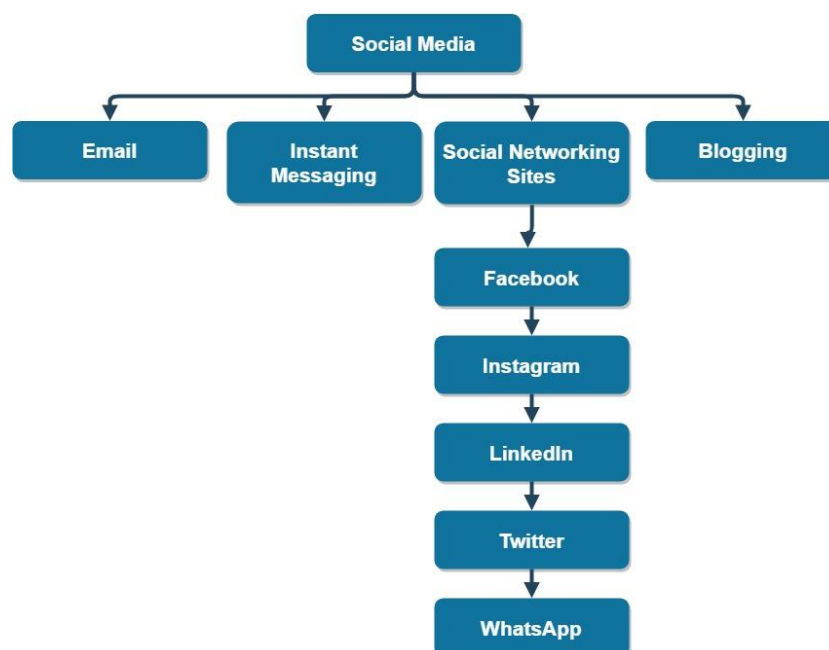 Social Media
Email
Instant
Messaging
Social Networking
Sites
Blogging
Facebook
Instagram
LinkedIn
Twitter
WhatsApp